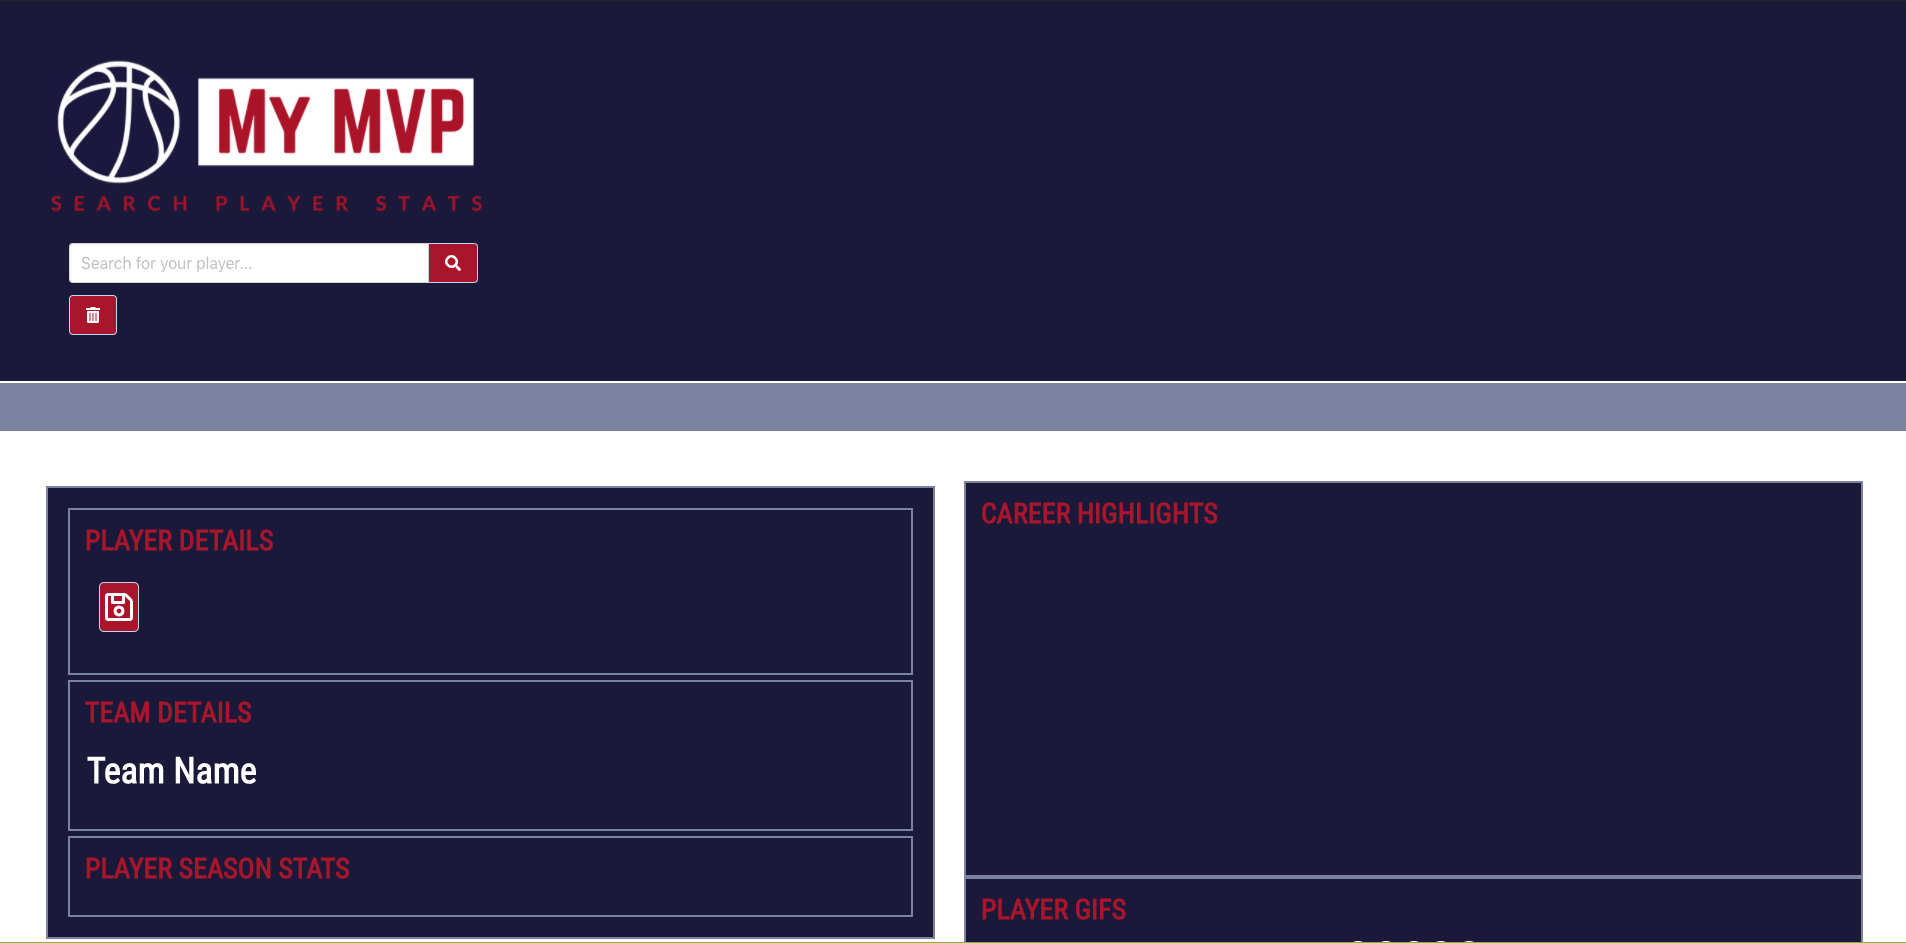 My MVP
SEARCH PLAYER STATS
Search for your player...
PLAYER DETAILS
TEAM DETAILS
Team Name
PLAYER SEASON STATS
CAREER HIGHLIGHTS
PLAYER GIFS